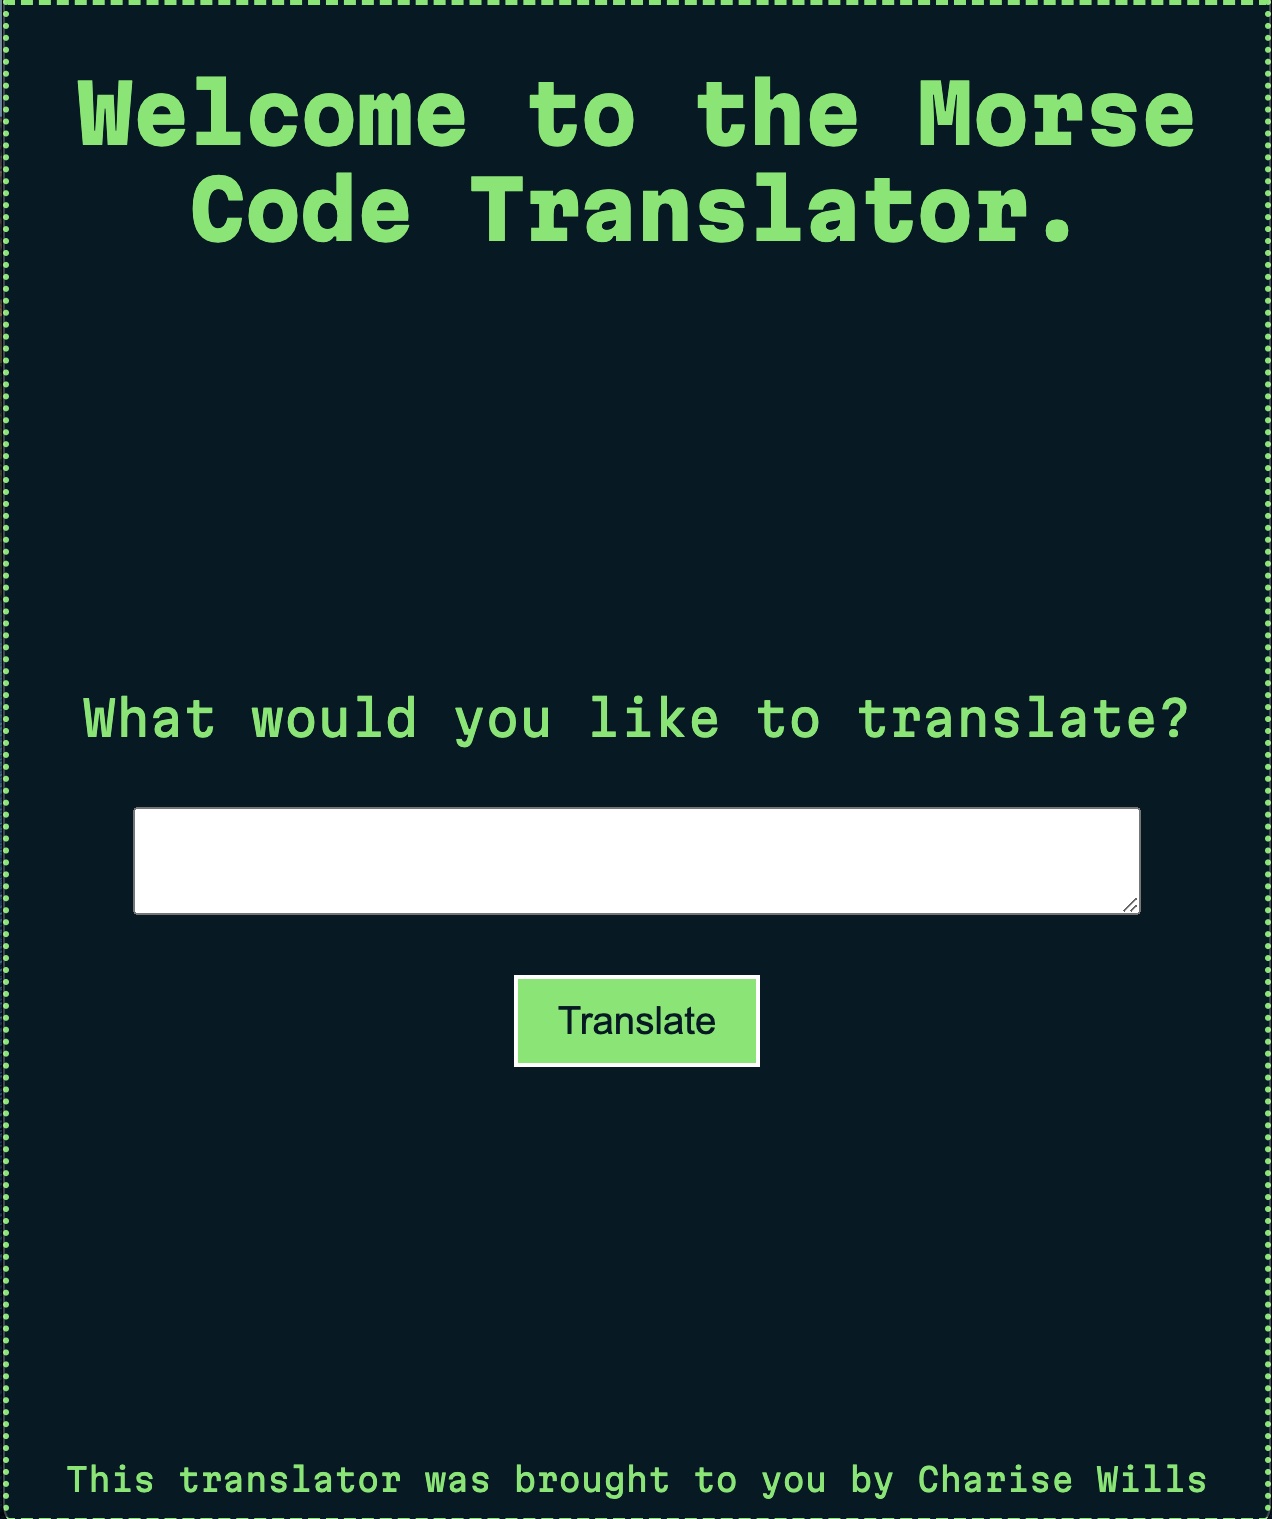 Welcome to the Morse
Code Translator.
What would you like to translate?
Translate
This translator was brought to you by Charise Wills